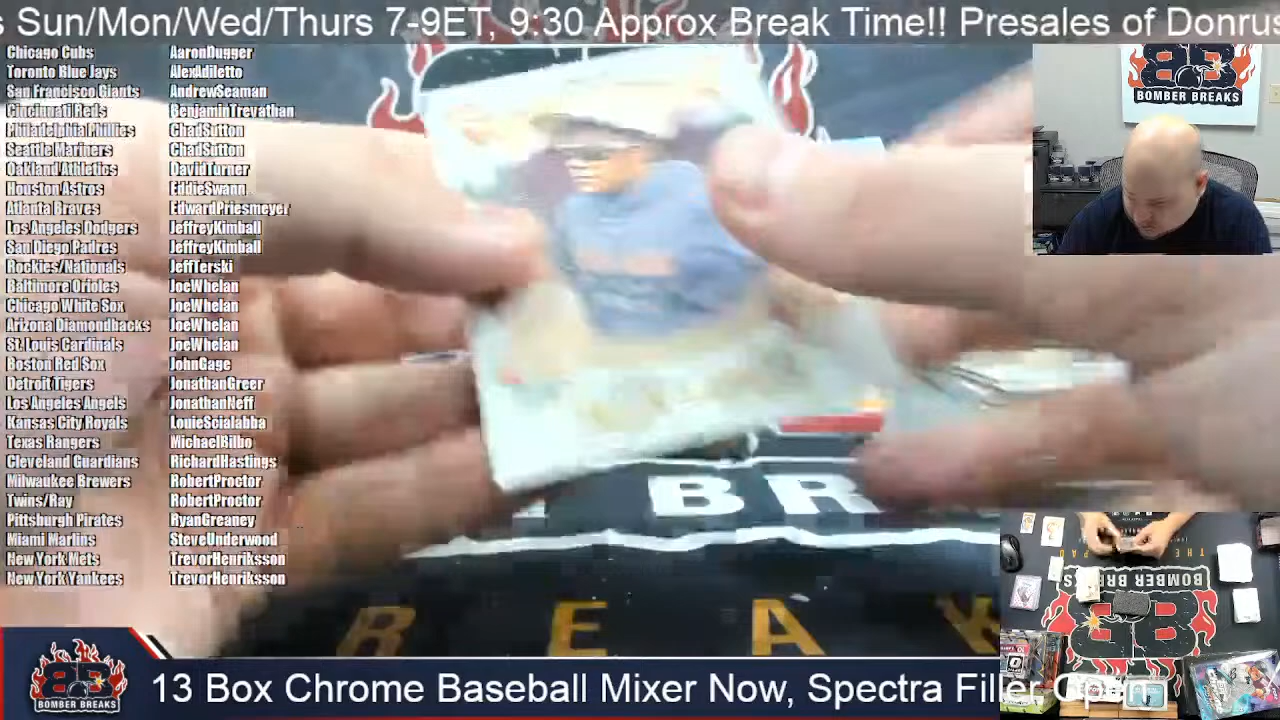 s Sun/Mon/Wed/Thurs 7-9ET, 9:30 Approx Break Time!! Presales of Donrus
Chicago Cubs AaronDugger
Toronto Blue Jays AlexAdiletto
San Francisco Giants AndrewSeaman
Cincinnati Reds BenjaminTrevathan
Philadelphia Phillies ChadSutton
Seattle Mariners ChadSutton
Oakland Athletics DavidTurner
Houston Astros EddieSwann
Atlanta Braves EdwardPriesmeyer
Los Angeles Dodgers JeffreyKimball
San Diego Padres JeffreyKimball
Rockies/Nationals JeffTerski
Baltimore Orioles JoeWhelan
Chicago White Sox JoeWhelan
Arizona Diamondbacks JoeWhelan
St. Louis Cardinals JoeWhelan
Boston Red Sox JohnGage
Detroit Tigers JonathanGreer
Los Angeles Angels JonathanNeff
Kansas City Royals LouieScialabba
Texas Rangers MichaelBilbo
Cleveland Guardians RichardHastings
Milwaukee Brewers RobertProctor
Twins/Ray RobertProctor
Pittsburgh Pirates RyanGreaney
Miami Marlins SteveUnderwood
New York Mets TrevorHenriksson
New York Yankees TrevorHenriksson
BB
BOMBER BREAKS
BR
BREAK
BOMBER BREAKS
BOMBER BREAKS
13 Box Chrome Baseball Mixer Now, Spectra Filler Open